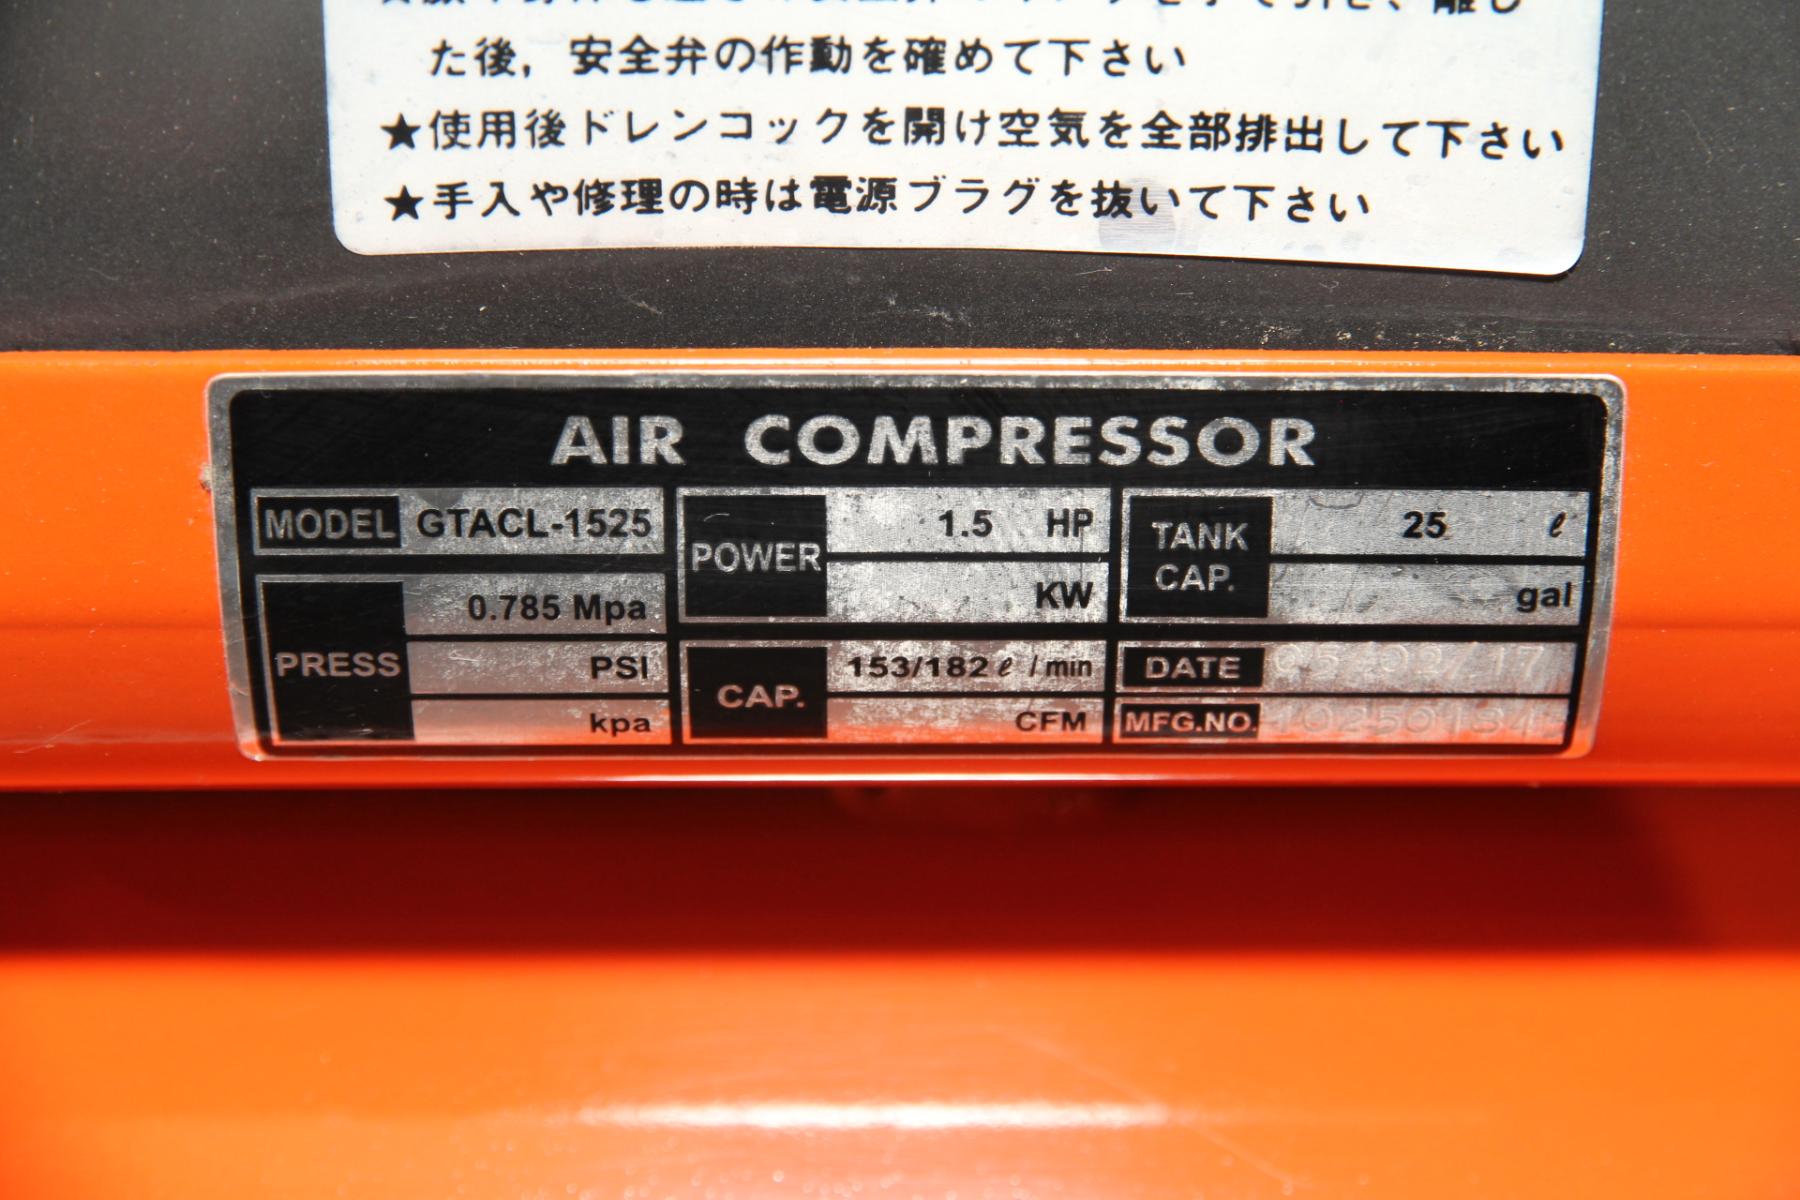 た後，安全弁の作動を確めて下さい
★使用後ドレンコックを開け空気を全部排出して下さい
★手入や修理の時は電源プラグを抜いて下さい
AIR COMPRESSOR
MODEL GTACL-1525
PRESS 0.785 Mpa
PSI
kpa
POWER 1.5 HP
KW
CAP. 153/182ℓ/min
CFM
TANK CAP. 25 ℓ
gal
DATE 05/02/17
MFG.NO.